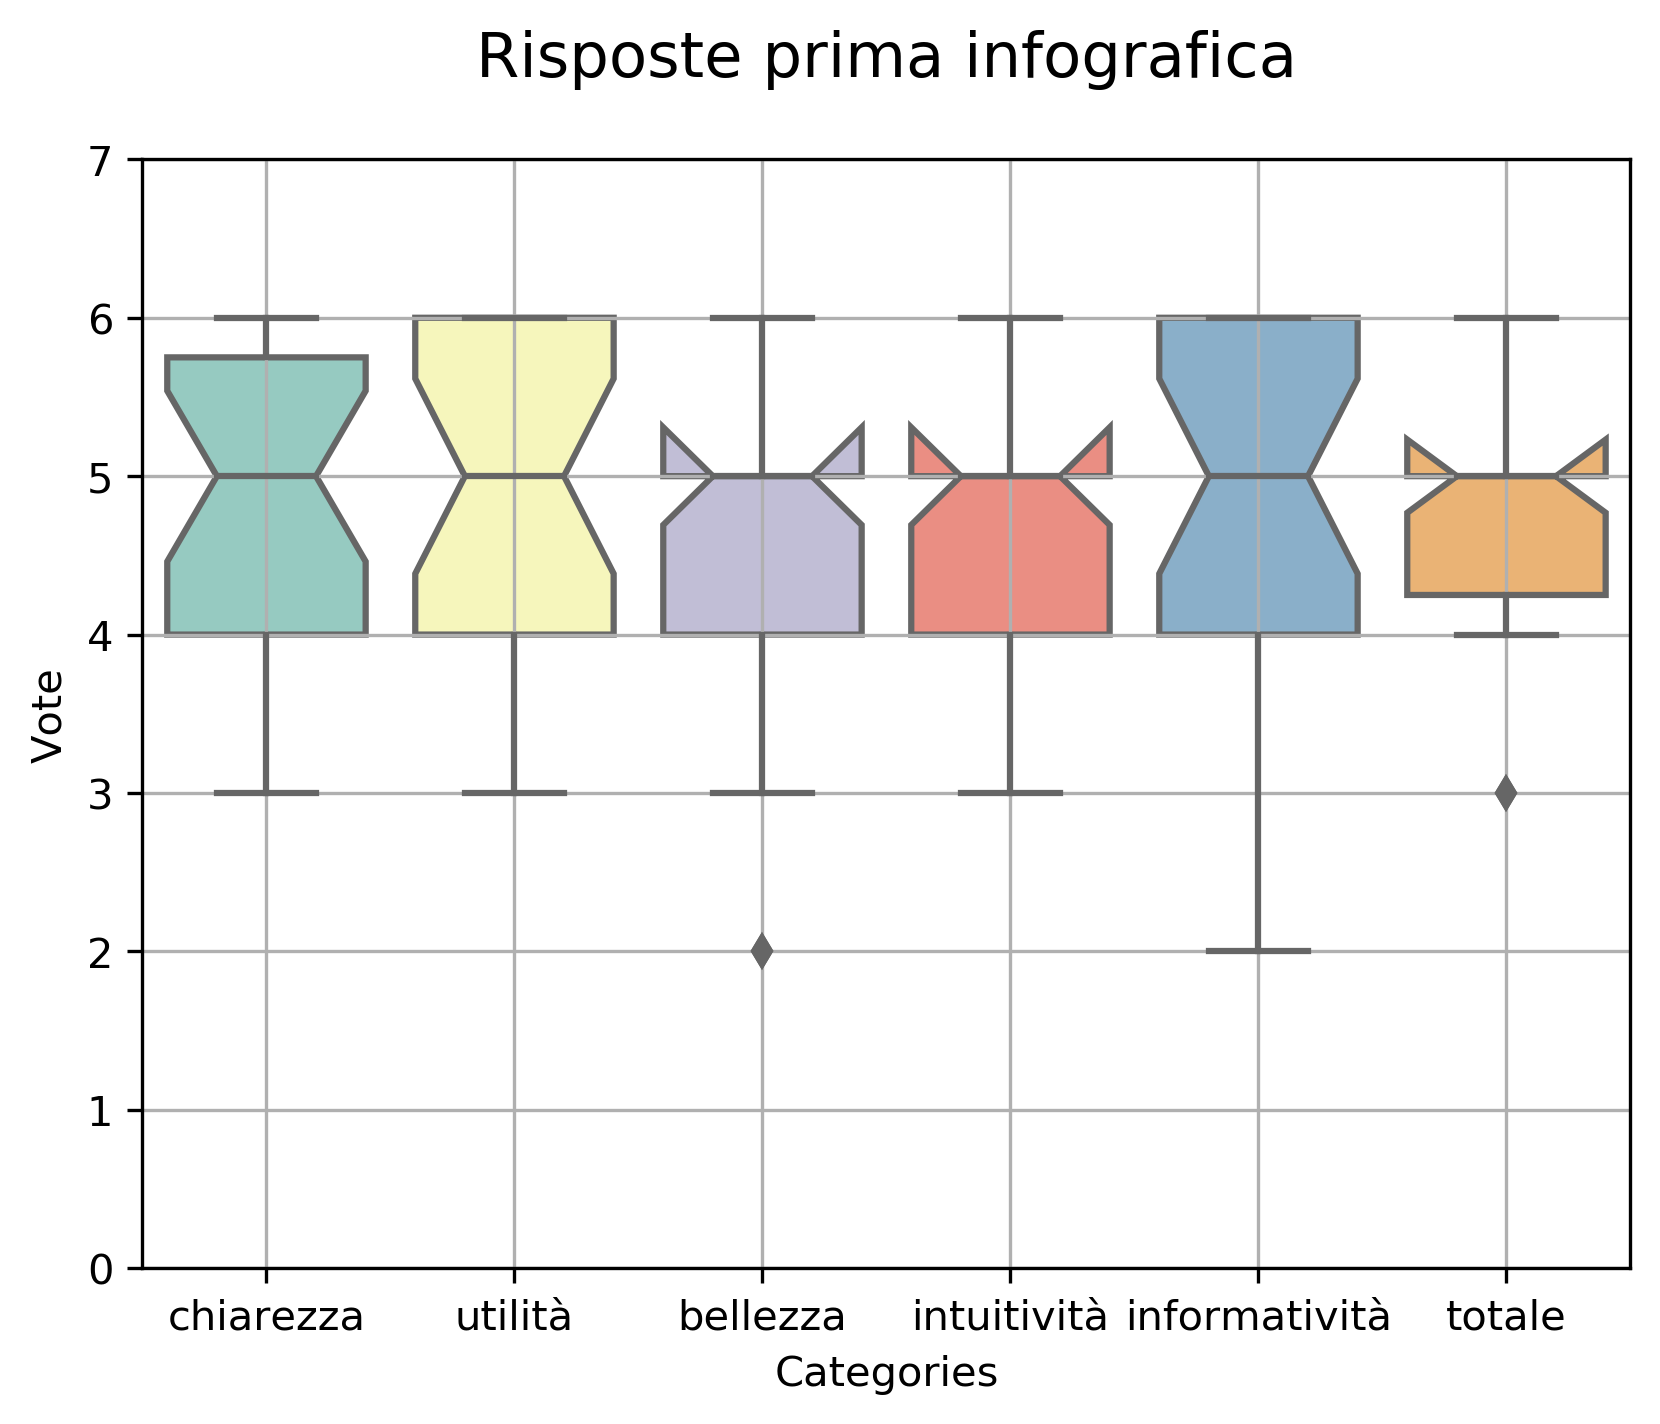 Risposte prima infografica
7
6
5
4
3
2
1
0
Vote
chiarezza utilità bellezza intuitività informatività totale
Categories